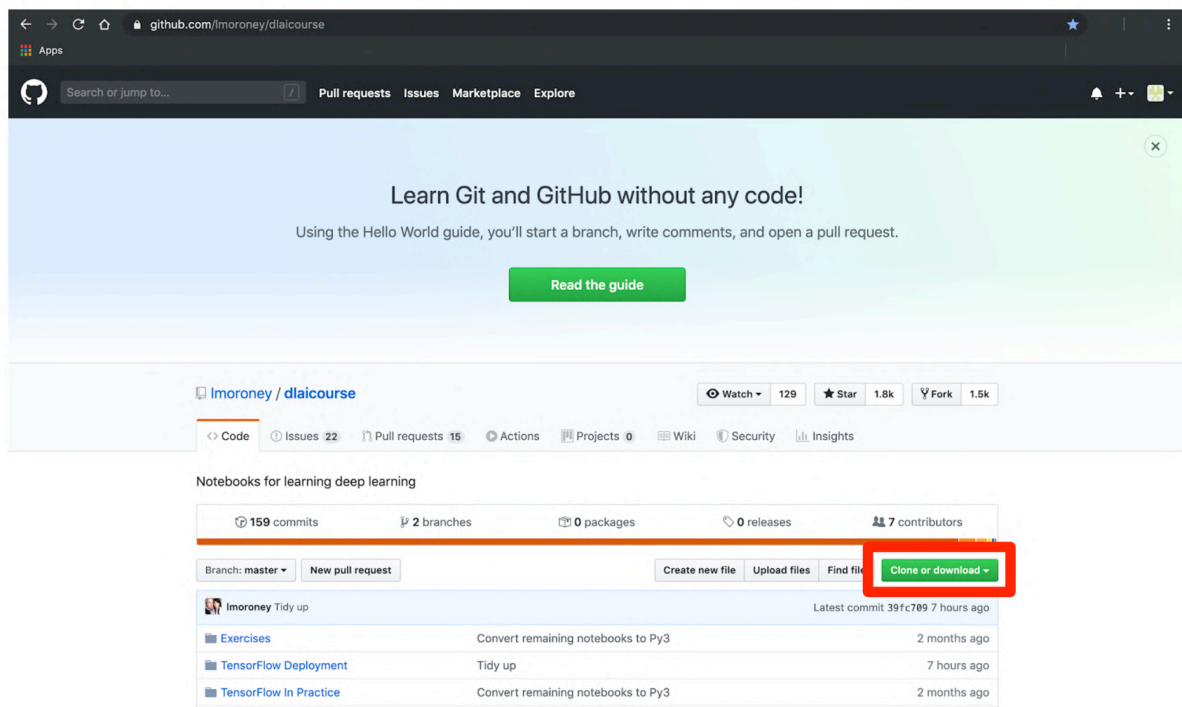 github.com/lmoroney/dlaicourse
Apps
Search or jump to... / Pull requests Issues Marketplace Explore
Learn Git and GitHub without any code!
Using the Hello World guide, you’ll start a branch, write comments, and open a pull request.
Read the guide
lmoroney / dlaicourse Watch 129 Star 1.8k Fork 1.5k
Code Issues 22 Pull requests 15 Actions Projects 0 Wiki Security Insights
Notebooks for learning deep learning
159 commits 2 branches 0 packages 0 releases 7 contributors
Branch: master New pull request Create new file Upload files Find file Clone or download
lmoroney Tidy up Latest commit 39fc709 7 hours ago
Exercises Convert remaining notebooks to Py3 2 months ago
TensorFlow Deployment Tidy up 7 hours ago
TensorFlow In Practice Convert remaining notebooks to Py3 2 months ago